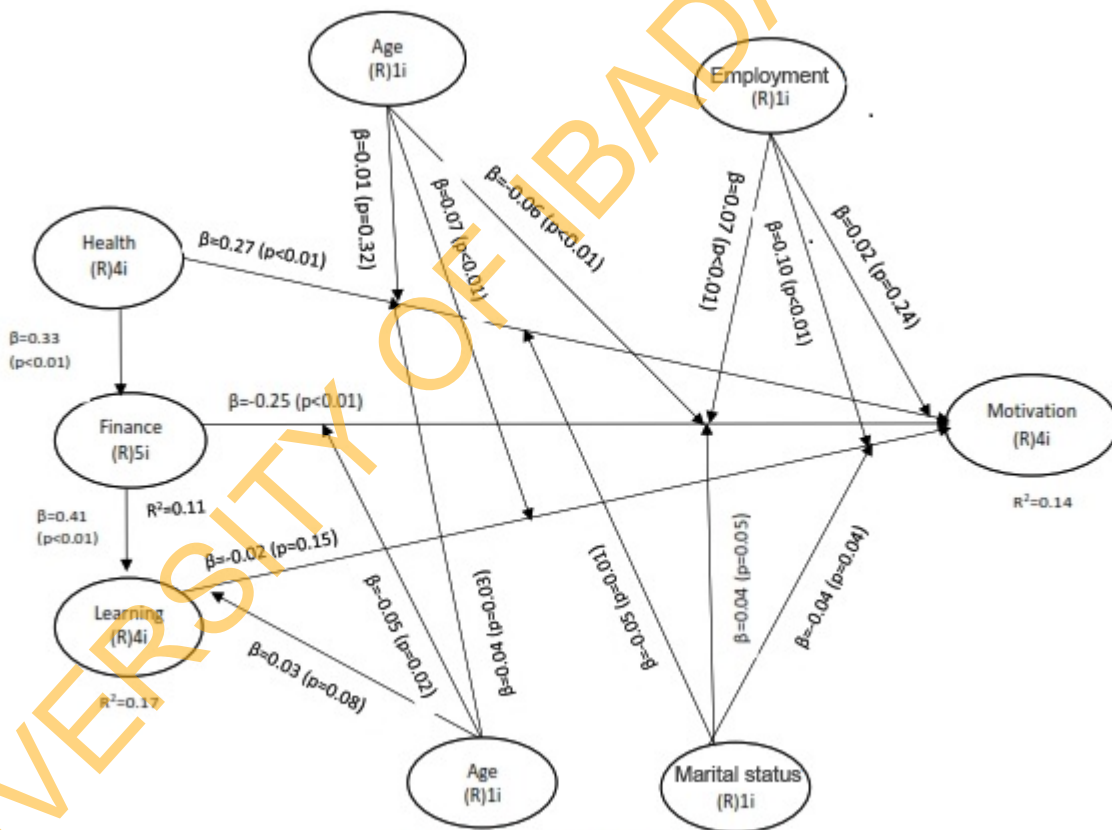 VERSITY OF IBADA
Age
(R)1i
Employment
(R)1i
β=0.01 (p=0.32)
β=0.07 (p<0.01)
β=-0.06 (p<0.01)
β=0.07 (p<0.01)
β=0.10 (p<0.01)
β=0.02 (p=0.24)
Health
(R)4i
β=0.27 (p<0.01)
β=0.33
(p<0.01)
Finance
(R)5i
β=-0.25 (p<0.01)
Motivation
(R)4i
R²=0.14
β=0.41
(p<0.01)
R²=0.11
β=-0.02 (p=0.15)
Learning
(R)4i
R²=0.17
β=0.03 (p=0.08)
β=-0.05 (p=0.02)
β=0.04 (p=0.03)
β=-0.05 (p=0.01)
β=0.04 (p=0.05)
β=-0.04 (p=0.04)
Age
(R)1i
Marital status
(R)1i